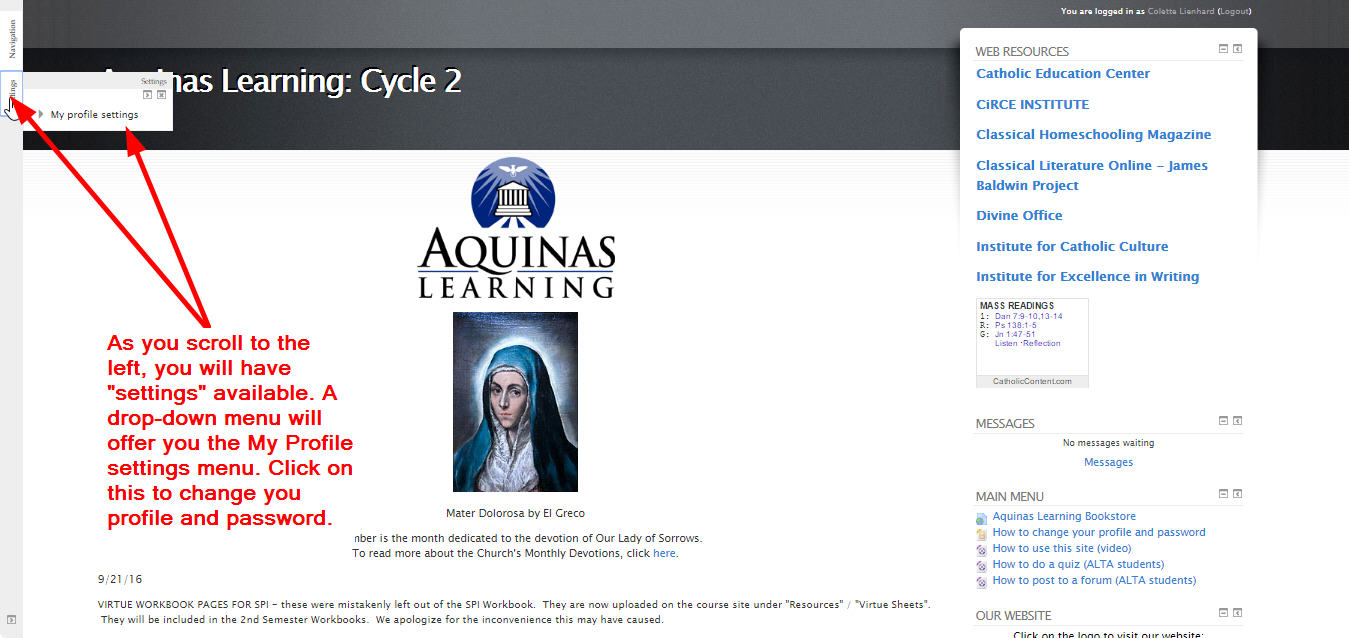 You are logged in as Colette Lienhard (Logout)
Navigation
Settings
My profile settings
nas Learning: Cycle 2
AQUINAS
LEARNING
As you scroll to the
left, you will have
"settings" available. A
drop-down menu will
offer you the My Profile
settings menu. Click on
this to change you
profile and password.
Mater Dolorosa by El Greco
mber is the month dedicated to the devotion of Our Lady of Sorrows.
To read more about the Church's Monthly Devotions, click here.
9/21/16
VIRTUE WORKBOOK PAGES FOR SPI - these were mistakenly left out of the SPI Workbook. They are now uploaded on the course site under "Resources" / "Virtue Sheets".
They will be included in the 2nd Semester Workbooks. We apologize for the inconvenience this may have caused.
WEB RESOURCES
Catholic Education Center
CiRCE INSTITUTE
Classical Homeschooling Magazine
Classical Literature Online - James
Baldwin Project
Divine Office
Institute for Catholic Culture
Institute for Excellence in Writing
MASS READINGS
1: Dan 7:9-10,13-14
R: Ps 138:1-5
G: Jn 1:47-51
Listen · Reflection
CatholicContent.com
MESSAGES
No messages waiting
Messages
MAIN MENU
Aquinas Learning Bookstore
How to change your profile and password
How to use this site (video)
How to do a quiz (ALTA students)
How to post to a forum (ALTA students)
OUR WEBSITE
Click on the logo to visit our website: